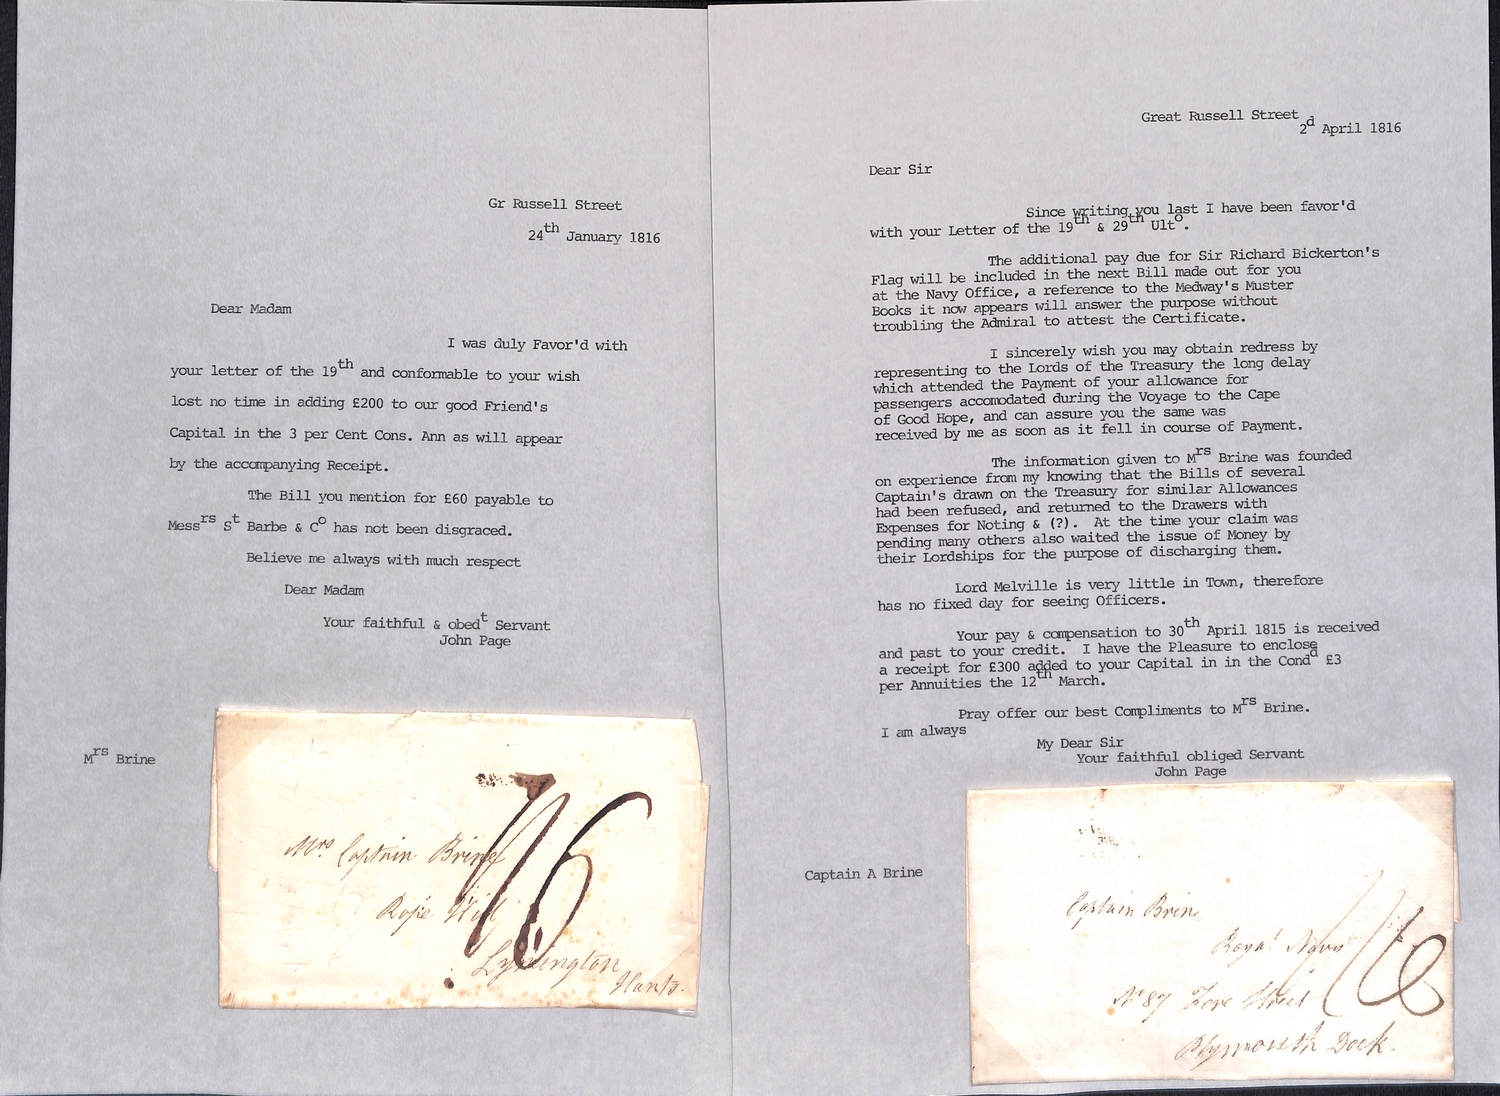 Gr Russell Street
24th January 1816
Dear Madam
I was duly Favor'd with
your letter of the 19th and conformable to your wish
lost no time in adding £200 to our good Friend's
Capital in the 3 per Cent Cons. Ann as will appear
by the accompanying Receipt.
The Bill you mention for £60 payable to
Messrs St Barbe & Co has not been disgraced.
Believe me always with much respect
Dear Madam
Your faithful & obedt Servant
John Page
Mrs Brine
Mrs Captain Brine
Rope Hill
Lymington
Hants.
Great Russell Street
2d April 1816
Dear Sir
Since writing you last I have been favor'd
with your Letter of the 19th & 29th Ulto.
The additional pay due for Sir Richard Bickerton's
Flag will be included in the next Bill made out for you
at the Navy Office, a reference to the Medway's Muster
Books it now appears will answer the purpose without
troubling the Admiral to attest the Certificate.
I sincerely wish you may obtain redress by
representing to the Lords of the Treasury the long delay
which attended the Payment of your allowance for
passengers accomodated during the Voyage to the Cape
of Good Hope, and can assure you the same was
received by me as soon as it fell in course of Payment.
The information given to Mrs Brine was founded
on experience from my knowing that the Bills of several
Captain's drawn on the Treasury for similar Allowances
had been refused, and returned to the Drawers with
Expenses for Noting & (?). At the time your claim was
pending many others also waited the issue of Money by
their Lordships for the purpose of discharging them.
Lord Melville is very little in Town, therefore
has no fixed day for seeing Officers.
Your pay & compensation to 30th April 1815 is received
and past to your credit. I have the Pleasure to enclose
a receipt for £300 added to your Capital in in the Cond £3
per Annuities the 12th March.
Pray offer our best Compliments to Mrs Brine.
I am always
My Dear Sir
Your faithful obliged Servant
John Page
Captain A Brine
Captain Brine
Royal Navy
No 87 Fore Street
Plymouth Dock.